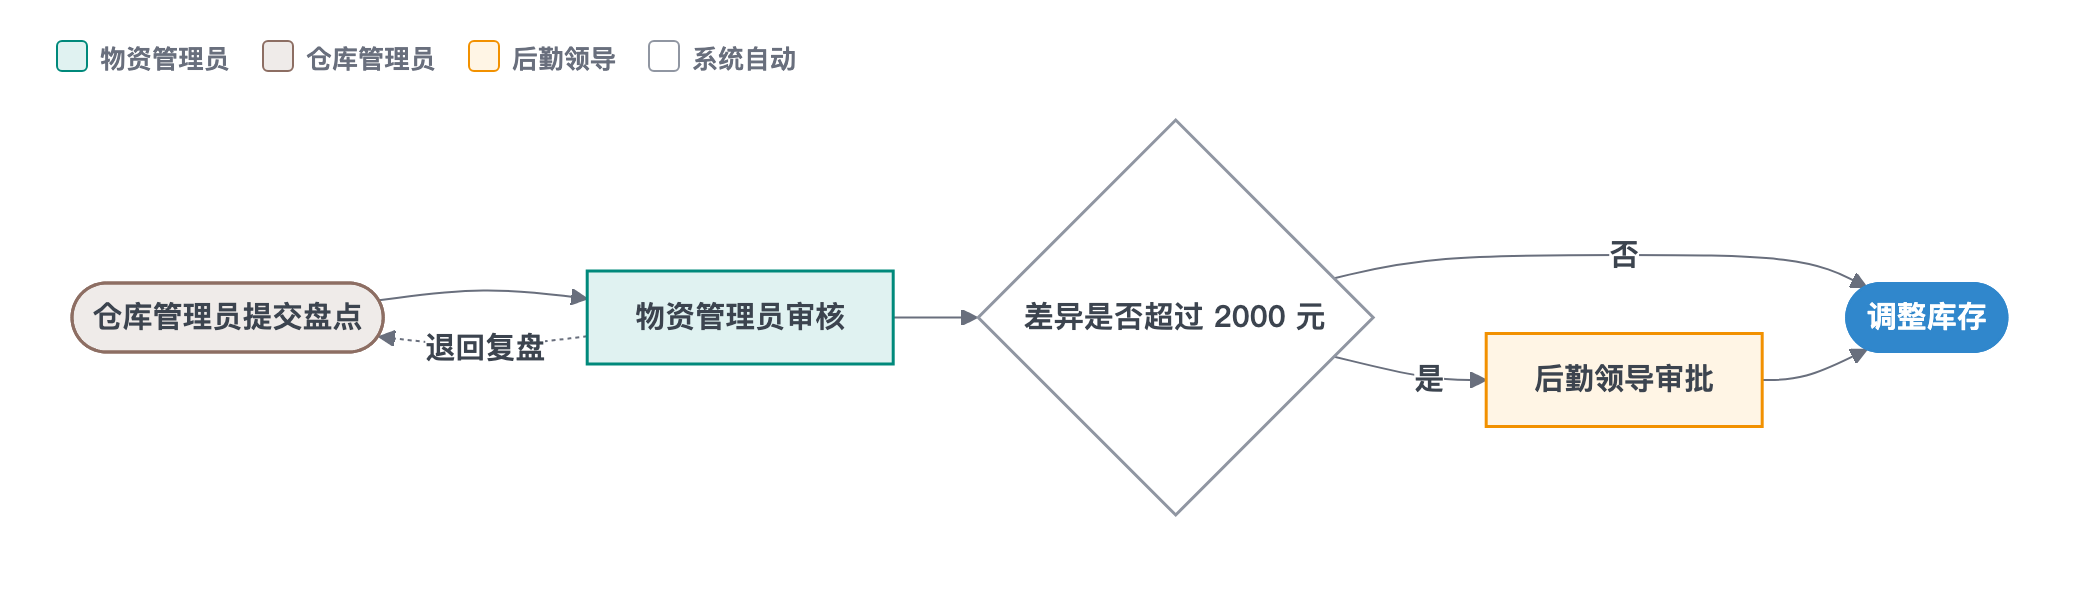 物资管理员
仓库管理员
后勤领导
系统自动
仓库管理员提交盘点
退回复盘
物资管理员审核
差异是否超过 2000 元
否
是
后勤领导审批
调整库存